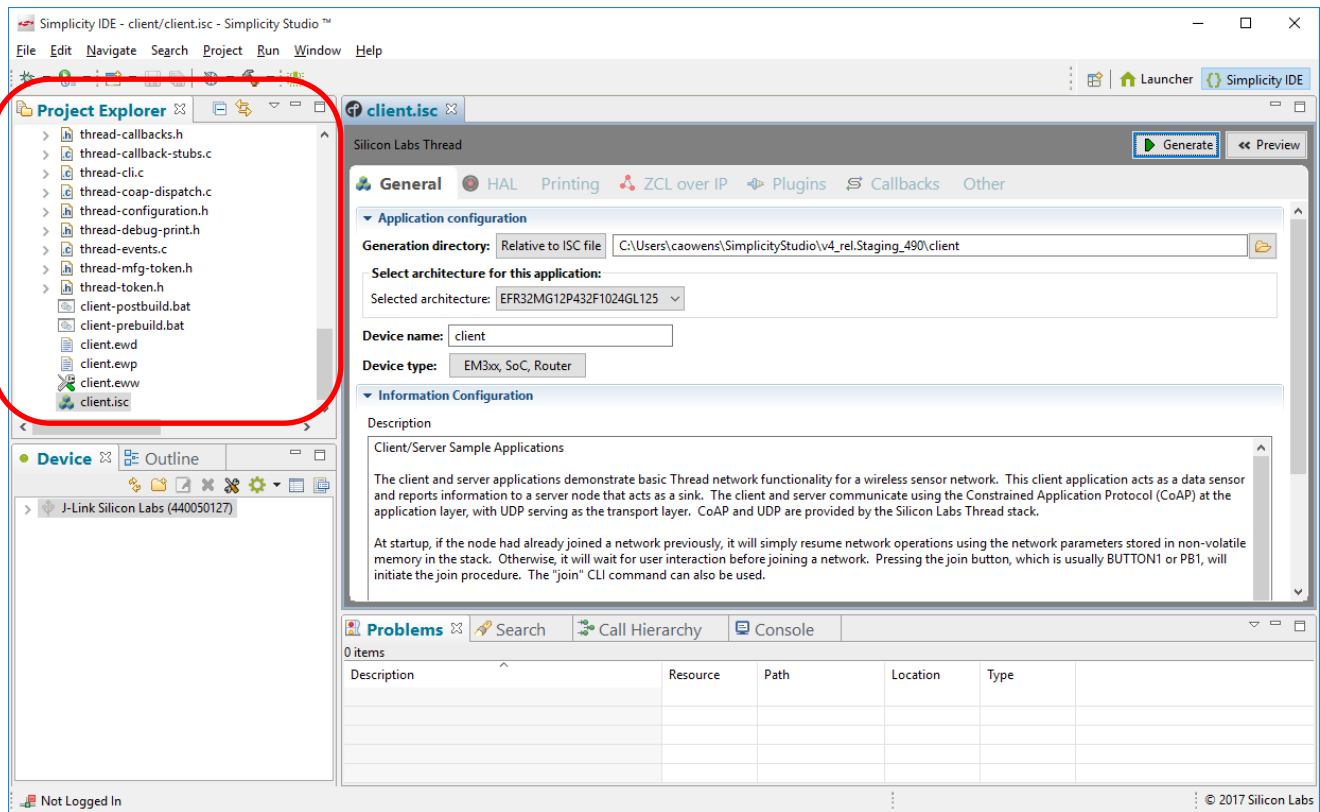 Simplicity IDE - client/client.isc - Simplicity Studio ™
File Edit Navigate Search Project Run Window Help
Launcher Simplicity IDE
Project Explorer
thread-callbacks.h
thread-callback-stubs.c
thread-cli.c
thread-coap-dispatch.c
thread-configuration.h
thread-debug-print.h
thread-events.c
thread-mfg-token.h
thread-token.h
client-postbuild.bat
client-prebuild.bat
client.ewd
client.ewp
client.eww
client.isc
Device Outline
J-Link Silicon Labs (440050127)
client.isc
Silicon Labs Thread
Generate Preview
General HAL Printing ZCL over IP Plugins Callbacks Other
Application configuration
Generation directory: Relative to ISC file C:\Users\caowens\SimplicityStudio\v4_rel.Staging_490\client
Select architecture for this application:
Selected architecture: EFR32MG12P432F1024GL125
Device name: client
Device type: EM3xx, SoC, Router
Information Configuration
Description
Client/Server Sample Applications
The client and server applications demonstrate basic Thread network functionality for a wireless sensor network. This client application acts as a data sensor
and reports information to a server node that acts as a sink. The client and server communicate using the Constrained Application Protocol (CoAP) at the
application layer, with UDP serving as the transport layer. CoAP and UDP are provided by the Silicon Labs Thread stack.
At startup, if the node had already joined a network previously, it will simply resume network operations using the network parameters stored in non-volatile
memory in the stack. Otherwise, it will wait for user interaction before joining a network. Pressing the join button, which is usually BUTTON1 or PB1, will
initiate the join procedure. The "join" CLI command can also be used.
Problems Search Call Hierarchy Console
0 items
Description Resource Path Location Type
Not Logged In
© 2017 Silicon Labs